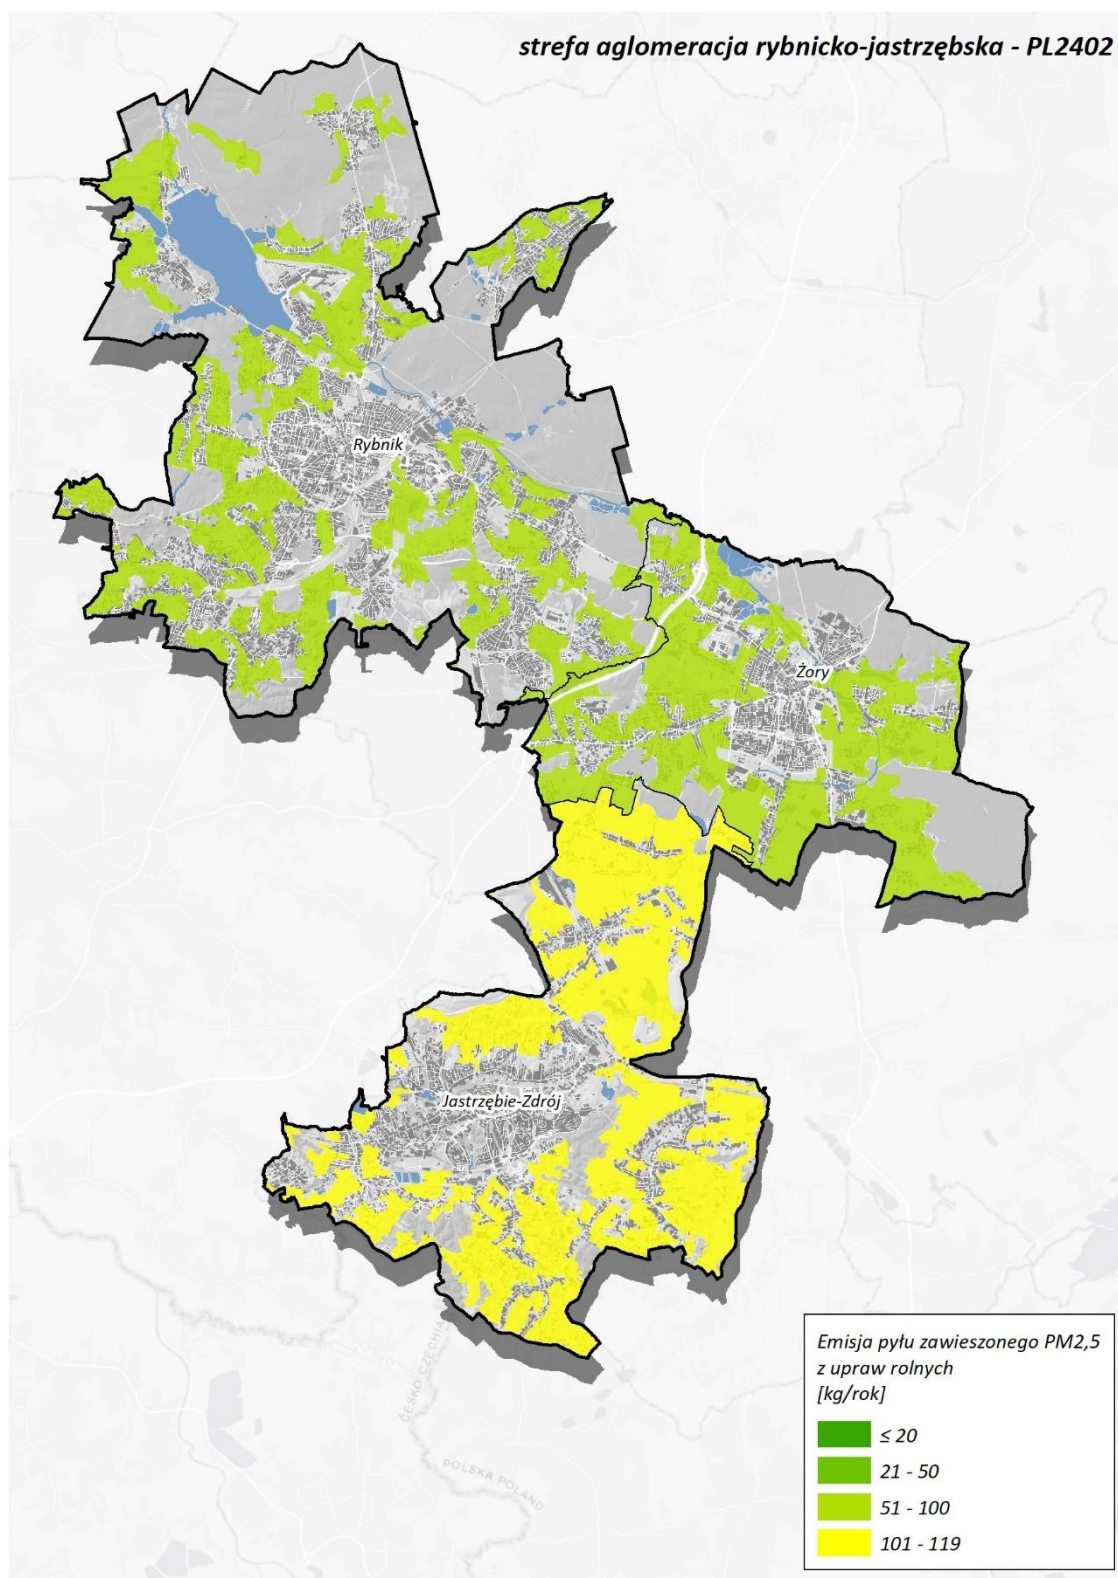 strefa aglomeracja rybnicko-jastrzębska - PL2402
Rybnik
Żory
Jastrzębie-Zdrój
ČESKO CZECHIA
POLSKA POLAND
Emisja pyłu zawieszonego PM2,5
z upraw rolnych
[kg/rok]
≤ 20
21 - 50
51 - 100
101 - 119